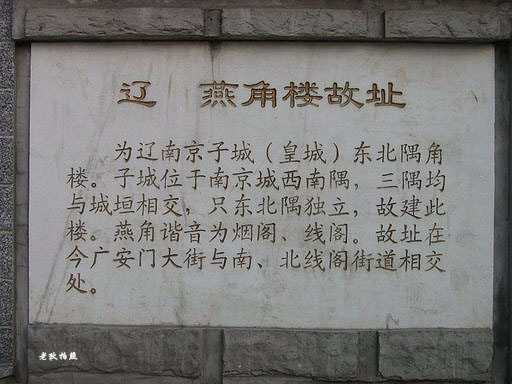 辽 燕角楼故址
为辽南京子城（皇城）东北隅角
楼。子城位于南京城西南隅，三隅均
与城垣相交，只东北隅独立，故建此
楼。燕角谐音为烟阁、线阁。故址在
今广安门大街与南、北线阁街道相交
处。
老狄拍照